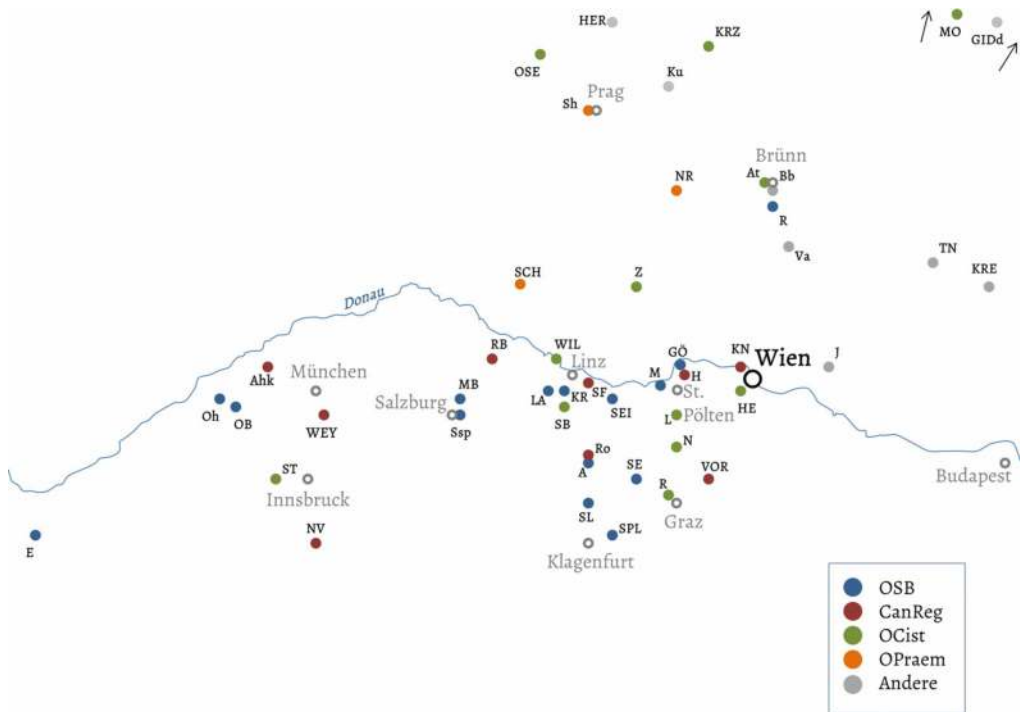 HER
MO
GIDd
KRZ
OSE
Ku
Prag
Sh
Brünn
At
Bb
NR
R
Va
TN
KRE
SCH
Z
Donau
RB
WIL
Linz
GÖ
KN
Wien
J
Ahk
München
MB
M
H
St.
Pölten
Salzburg
LA
KR
SF
SEI
HE
Oh
OB
WEY
Ssp
SB
L
N
Ro
A
ST
Innsbruck
SE
R
VOR
Budapest
SL
Graz
E
NV
SPL
Klagenfurt
OSB
CanReg
OCist
OPraem
Andere